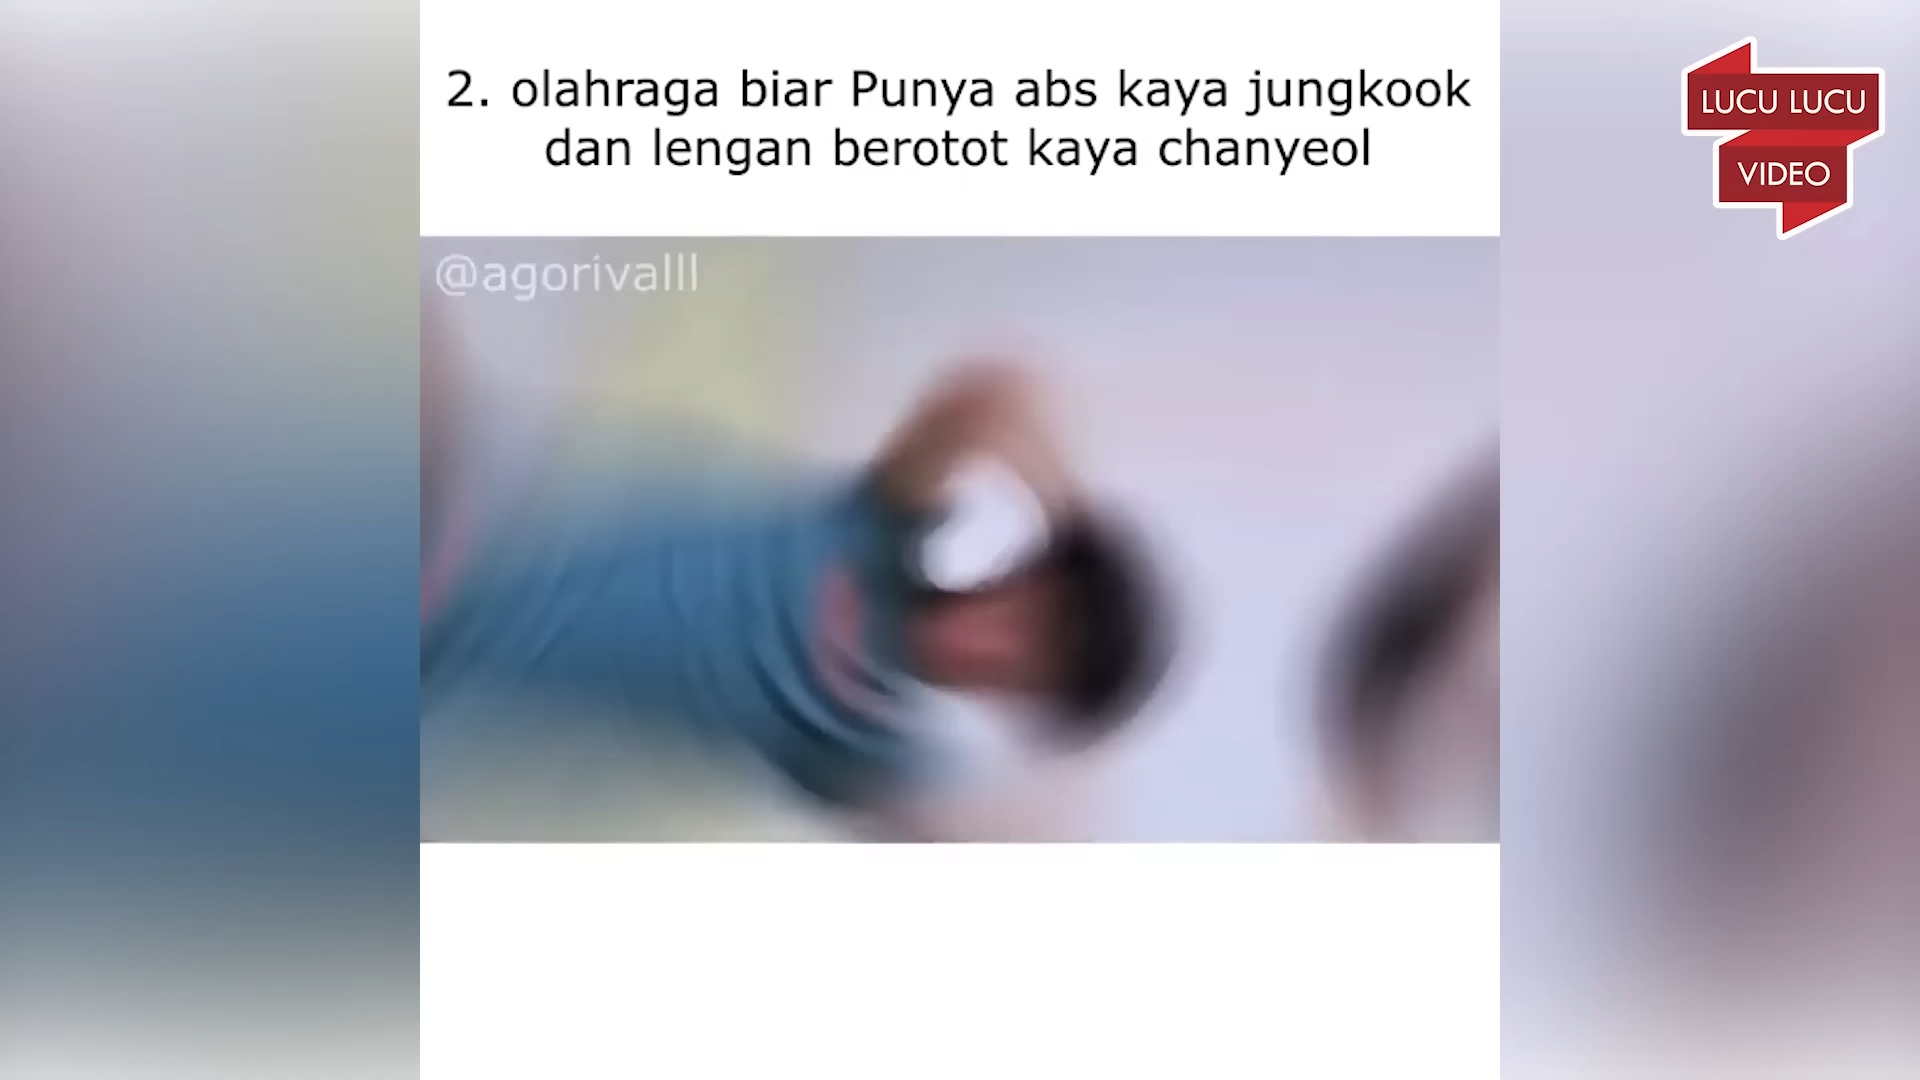 2. olahraga biar Punya abs kaya jungkook
dan lengan berotot kaya chanyeol
LUCU LUCU
VIDEO
@agorivalll